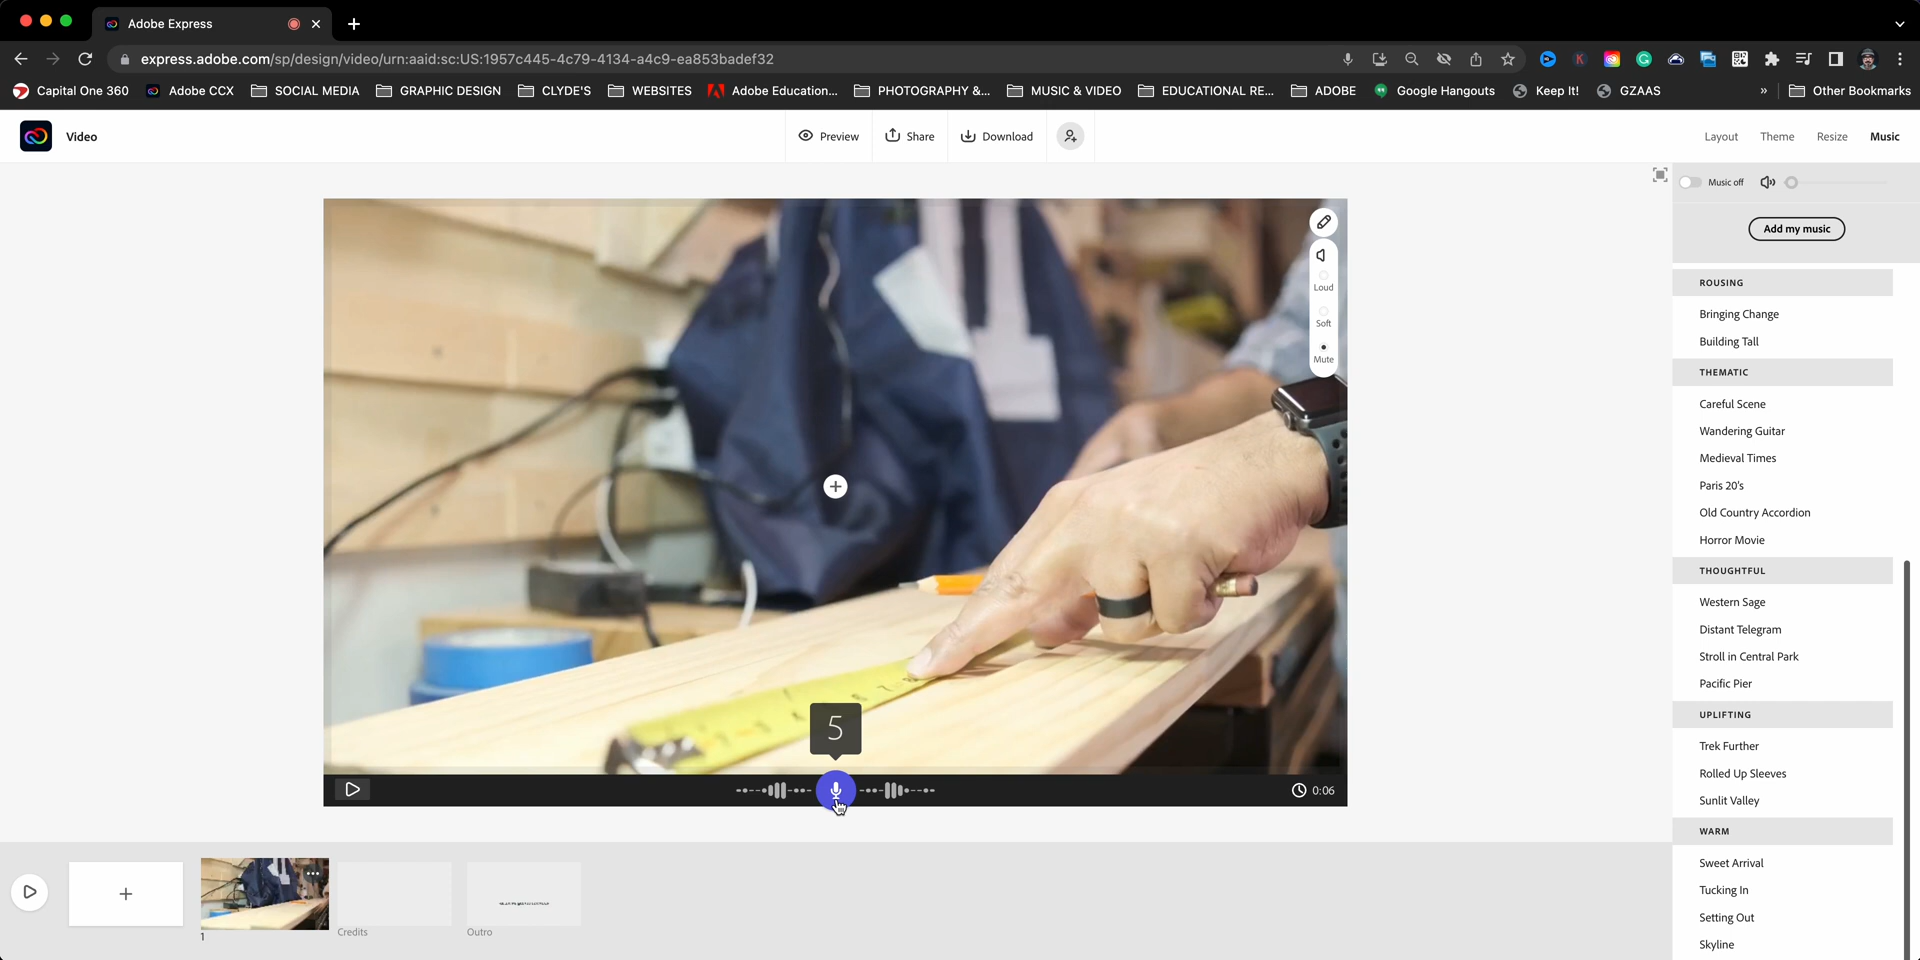 Adobe Express
express.adobe.com/sp/design/video/urn:aaid:sc:US:1957c445-4c79-4134-a4c9-ea853badef32
Capital One 360
Adobe CCX
SOCIAL MEDIA
GRAPHIC DESIGN
CLYDE'S
WEBSITES
Adobe Education...
PHOTOGRAPHY &...
MUSIC & VIDEO
EDUCATIONAL RE...
ADOBE
Google Hangouts
Keep It!
GZAAS
»
Other Bookmarks
Video
Preview
Share
Download
Layout
Theme
Resize
Music
Music off
Add my music
Loud
Soft
Mute
ROUSING
Bringing Change
Building Tall
THEMATIC
Careful Scene
Wandering Guitar
Medieval Times
Paris 20's
Old Country Accordion
Horror Movie
THOUGHTFUL
Western Sage
Distant Telegram
Stroll in Central Park
Pacific Pier
UPLIFTING
Trek Further
Rolled Up Sleeves
Sunlit Valley
WARM
Sweet Arrival
Tucking In
Setting Out
Skyline
5
0:06
1
Credits
Outro